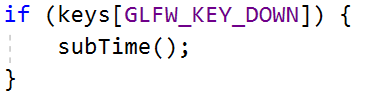 if (keys[GLFW_KEY_DOWN]) {
    subTime();
}